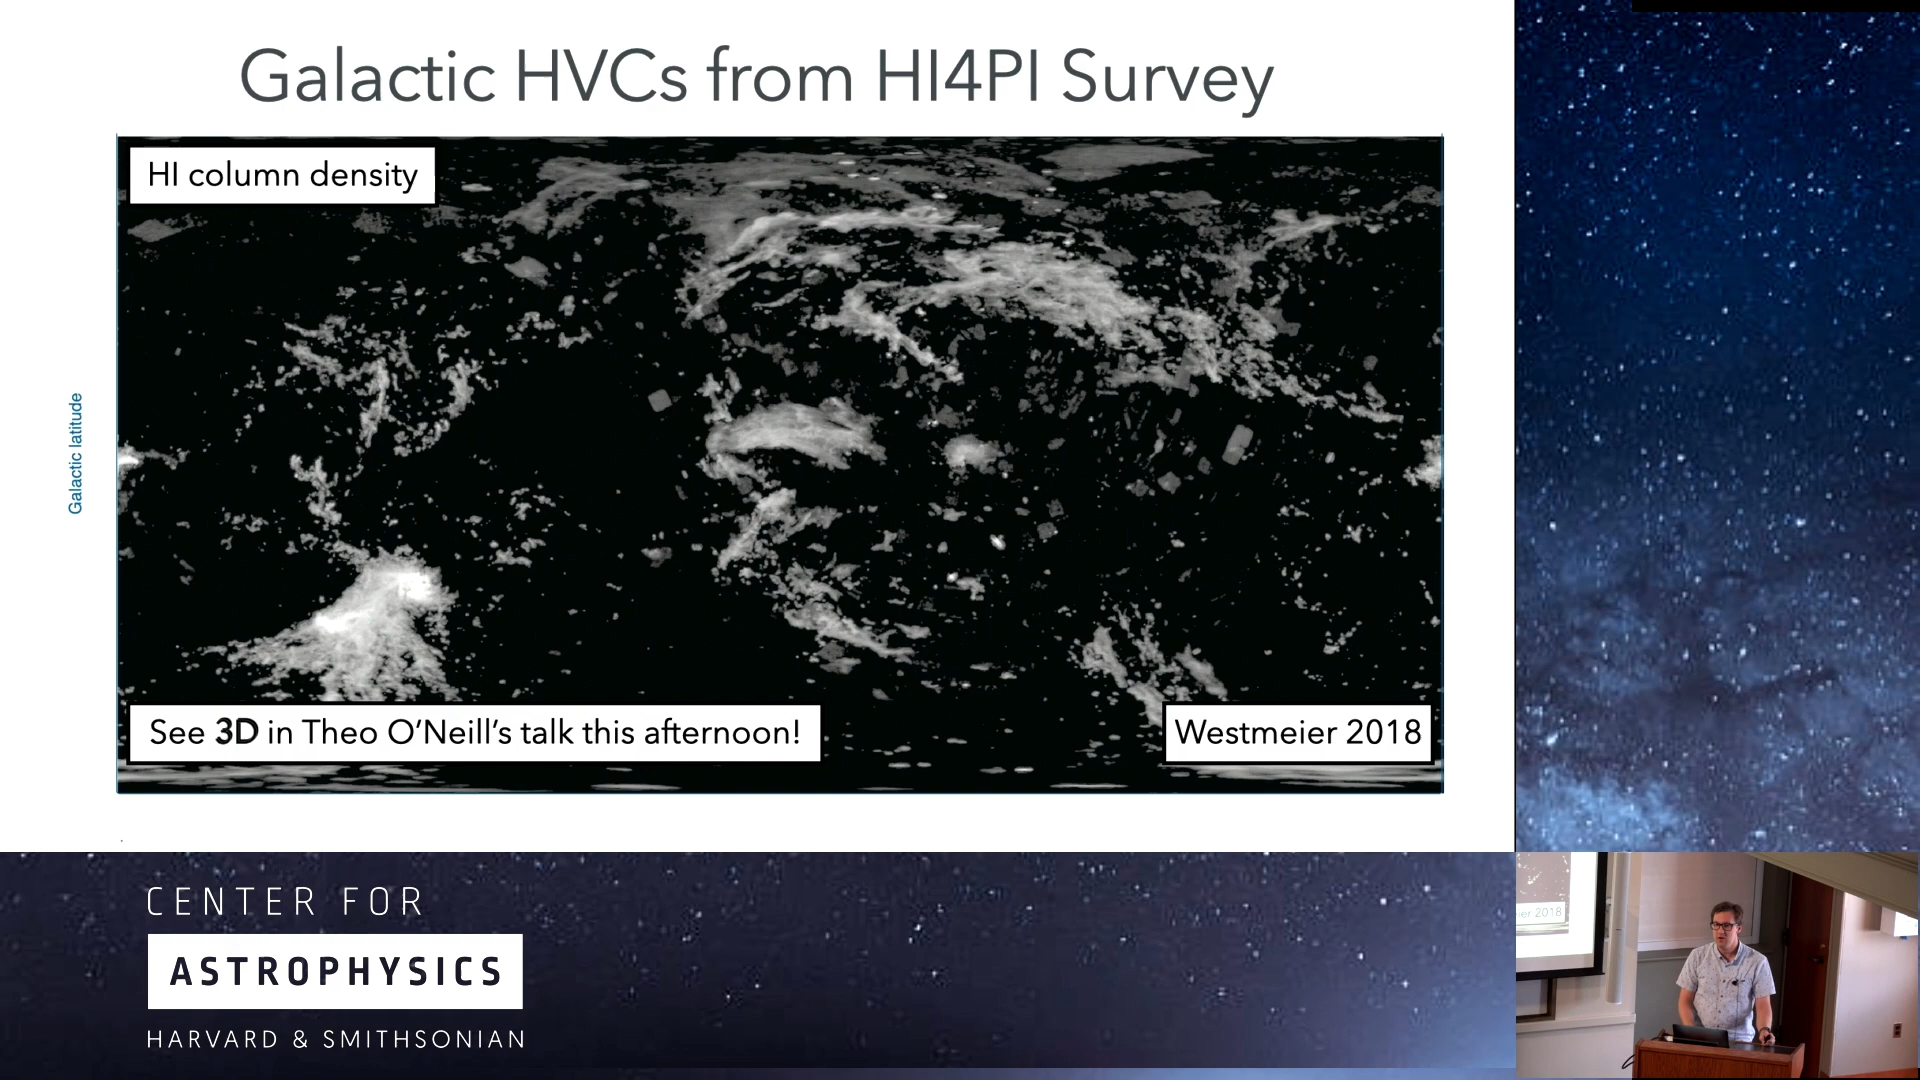 Galactic HVCs from HI4PI Survey
HI column density
Galactic latitude
See 3D in Theo O’Neill’s talk this afternoon!
Westmeier 2018
CENTER FOR
ASTROPHYSICS
HARVARD & SMITHSONIAN
2018